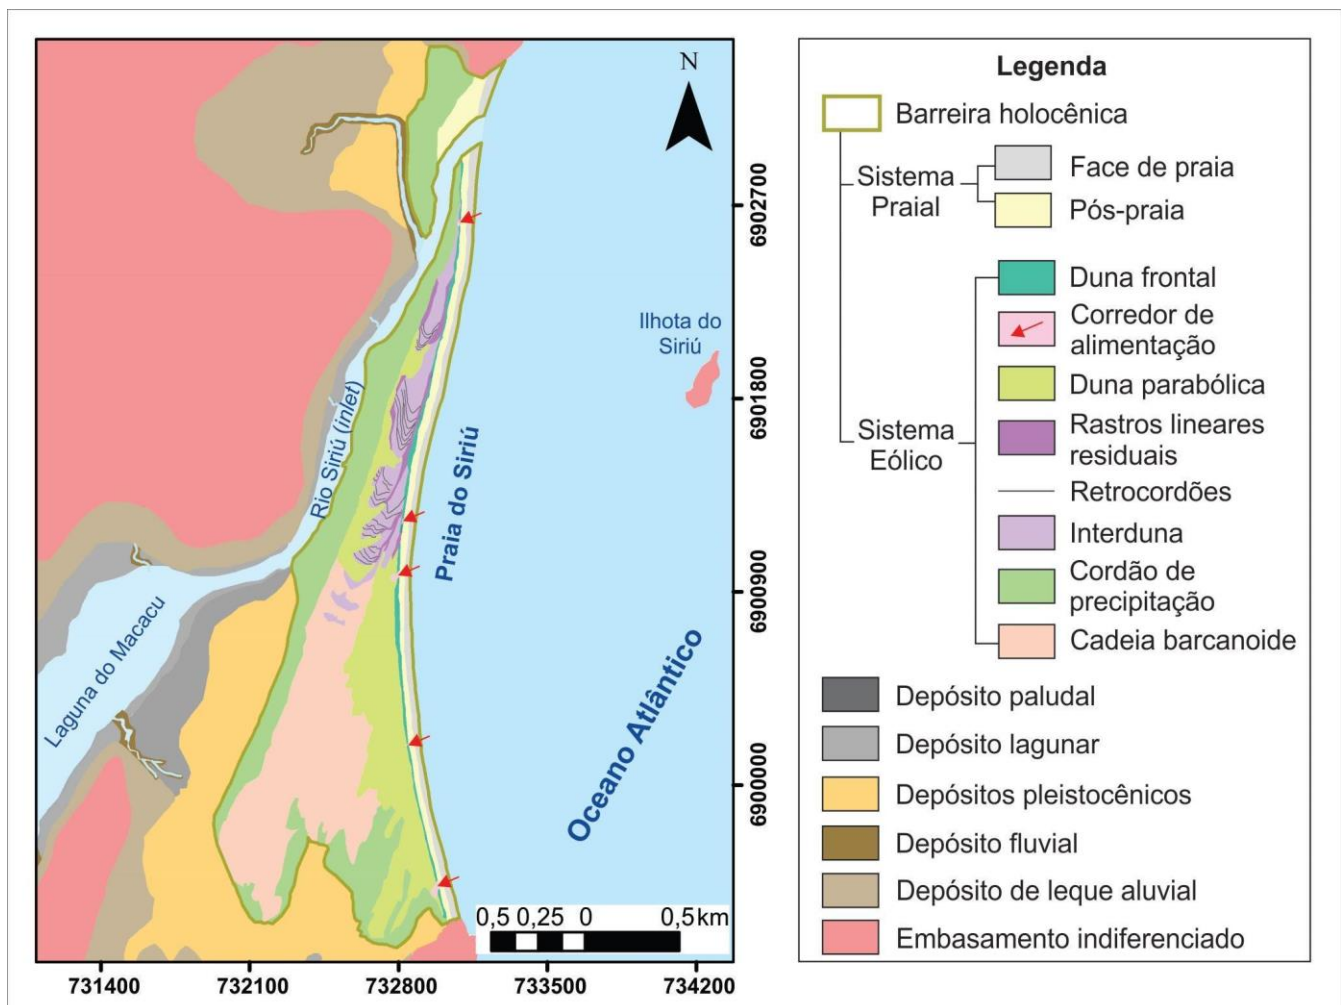 N
6902700
6901800
6900900
6900000
Ilhota do
Siriú
Rio Siriú (inlet)
Praia do Siriú
Laguna do Macacu
Oceano Atlântico
0,5 0,25 0 0,5 km
731400 732100 732800 733500 734200
Legenda
Barreira holocênica
Sistema
Praial
Face de praia
Pós-praia
Sistema
Eólico
Duna frontal
Corredor de
alimentação
Duna parabólica
Rastros lineares
residuais
Retrocordões
Interduna
Cordão de
precipitação
Cadeia barcanoide
Depósito paludal
Depósito lagunar
Depósitos pleistocênicos
Depósito fluvial
Depósito de leque aluvial
Embasamento indiferenciado